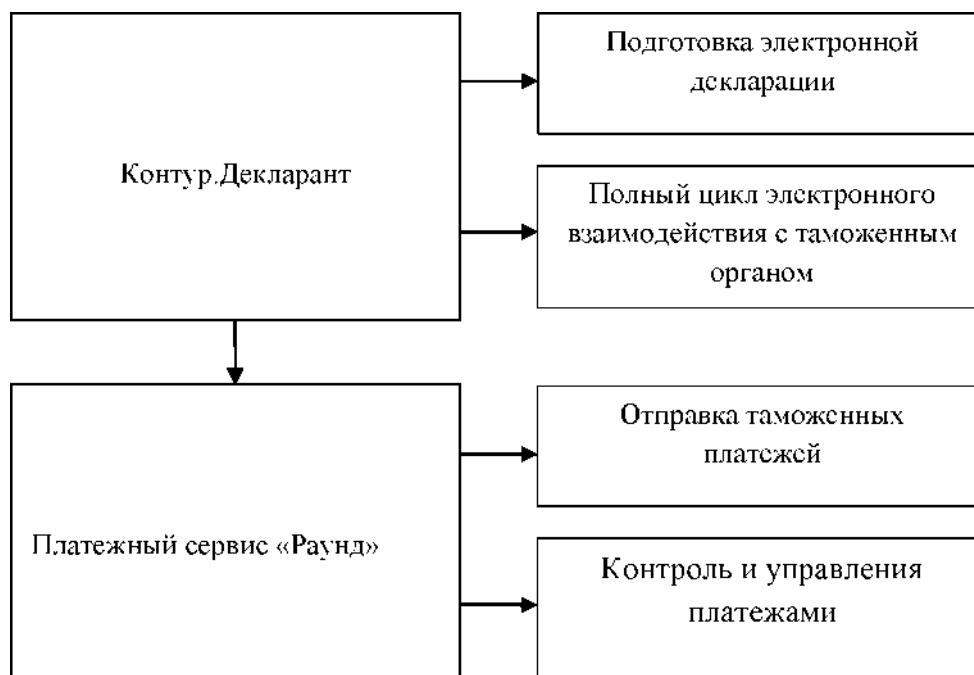 Подготовка электронной
декларации
Контур.Декларант
Полный цикл электронного
взаимодействия с таможенным
органом
Отправка таможенных
платежей
Платежный сервис «Раунд»
Контроль и управления
платежами